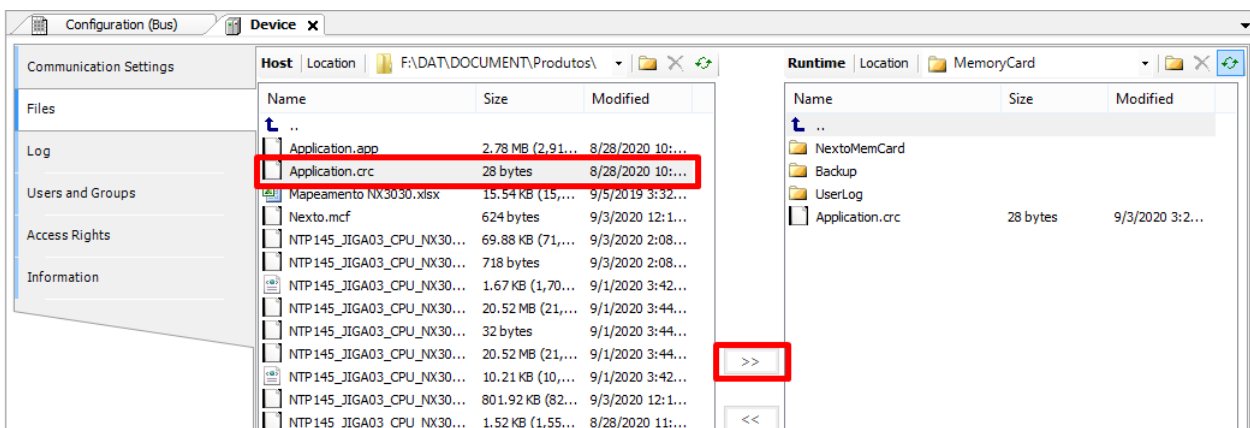 Configuration (Bus) Device X
Communication Settings
Files
Log
Users and Groups
Access Rights
Information
Host Location F:\DAT\DOCUMENT\Produtos\
Name Size Modified
..
Application.app 2.78 MB (2,91... 8/28/2020 10:...
Application.crc 28 bytes 8/28/2020 10:...
Mapeamento NX3030.xlsx 15.54 KB (15,... 9/5/2019 3:32...
Nexto.mcf 624 bytes 9/3/2020 12:1...
NTP145_JIGA03_CPU_NX30... 69.88 KB (71,... 9/3/2020 2:08...
NTP145_JIGA03_CPU_NX30... 718 bytes 9/3/2020 2:08...
NTP145_JIGA03_CPU_NX30... 1.67 KB (1,70... 9/1/2020 3:42...
NTP145_JIGA03_CPU_NX30... 20.52 MB (21,... 9/1/2020 3:44...
NTP145_JIGA03_CPU_NX30... 32 bytes 9/1/2020 3:44...
NTP145_JIGA03_CPU_NX30... 20.52 MB (21,... 9/1/2020 3:44...
NTP145_JIGA03_CPU_NX30... 10.21 KB (10,... 9/1/2020 3:42...
NTP145_JIGA03_CPU_NX30... 801.92 KB (82... 9/3/2020 12:1...
NTP145_JIGA03_CPU_NX30... 1.52 KB (1,55... 8/28/2020 11:...
>>
<<
Runtime Location MemoryCard
Name Size Modified
..
NextoMemCard
Backup
UserLog
Application.crc 28 bytes 9/3/2020 3:2...